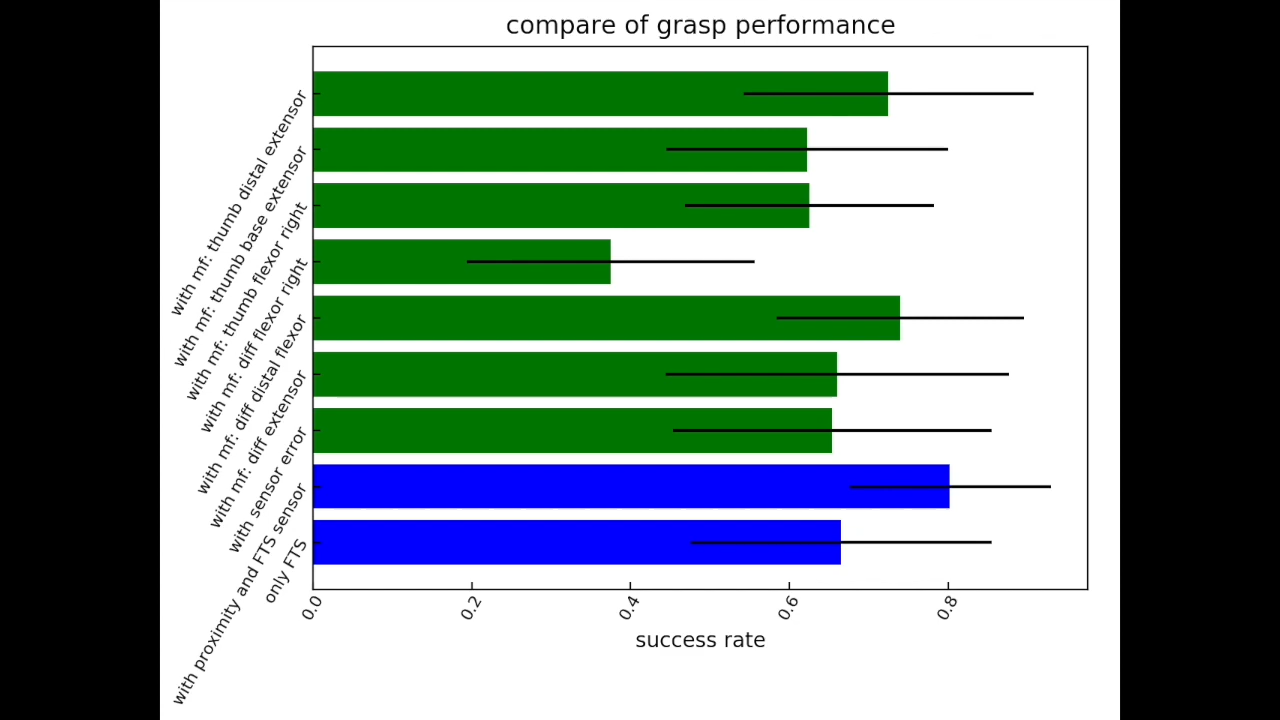 compare of grasp performance
with mf: thumb distal extensor
with mf: thumb base extensor
with mf: thumb flexor right
with mf: diff flexor right
with mf: diff distal flexor
with mf: diff extensor
with sensor error
with proximity and FTS sensor
only FTS
0.0 0.2 0.4 0.6 0.8
success rate